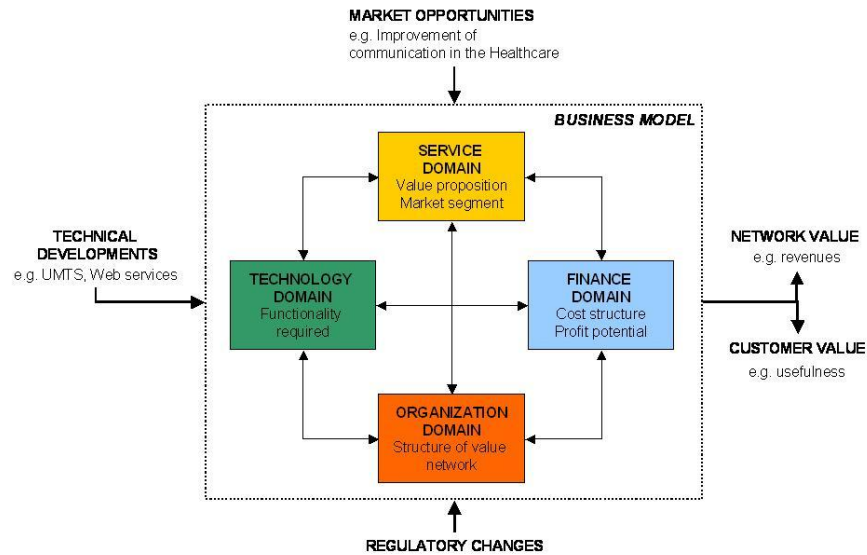 MARKET OPPORTUNITIES
e.g. Improvement of
communication in the Healthcare
BUSINESS MODEL
SERVICE
DOMAIN
Value proposition
Market segment
TECHNICAL
DEVELOPMENTS
e.g. UMTS, Web services
TECHNOLOGY
DOMAIN
Functionality
required
FINANCE
DOMAIN
Cost structure
Profit potential
NETWORK VALUE
e.g. revenues
CUSTOMER VALUE
e.g. usefulness
ORGANIZATION
DOMAIN
Structure of value
network
REGULATORY CHANGES